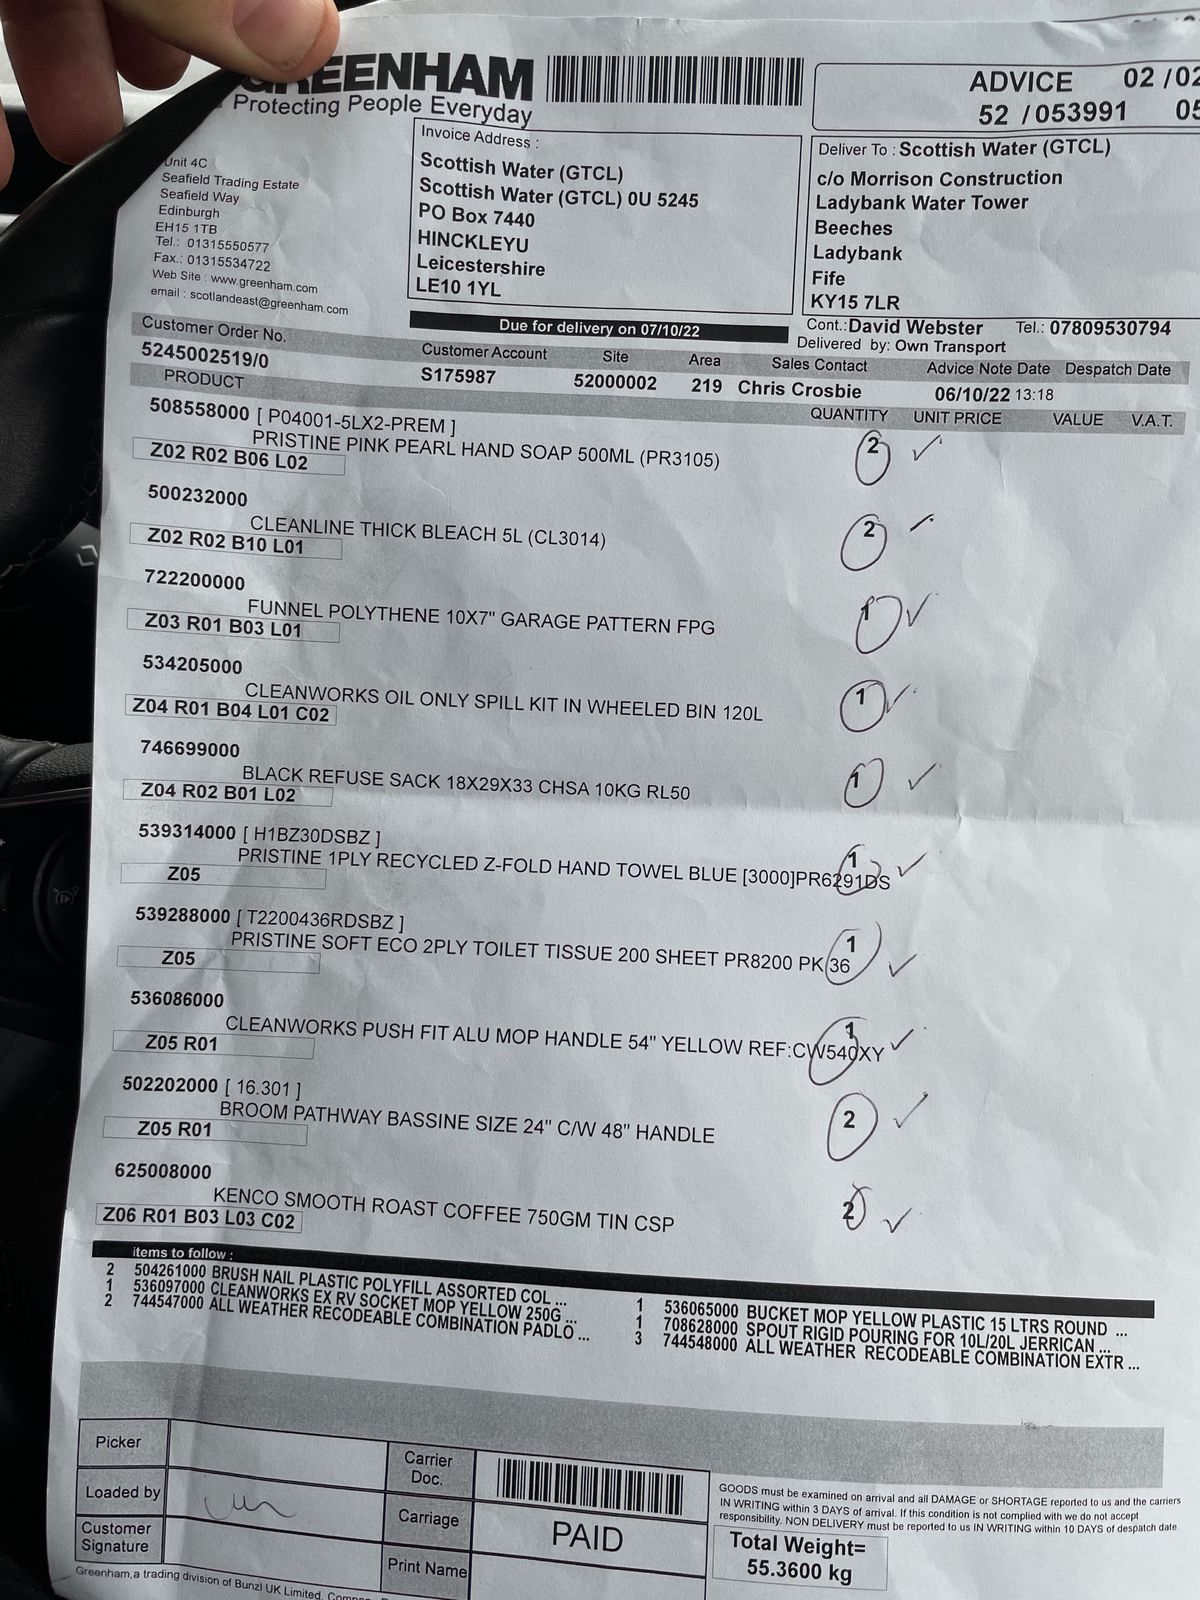 GREENHAM
Protecting People Everyday
ADVICE 02 /02
52 /053991
Unit 4C
Seafield Trading Estate
Seafield Way
Edinburgh
EH15 1TB
Tel.: 01315550577
Fax.: 01315534722
Web Site : www.greenham.com
email : scotlandeast@greenham.com
Invoice Address :
Scottish Water (GTCL)
Scottish Water (GTCL) 0U 5245
PO Box 7440
HINCKLEYU
Leicestershire
LE10 1YL
Deliver To : Scottish Water (GTCL)
c/o Morrison Construction
Ladybank Water Tower
Beeches
Ladybank
Fife
KY15 7LR
Due for delivery on 07/10/22
Cont.: David Webster Tel.: 07809530794
Delivered by: Own Transport
Customer Order No. Customer Account Site Area Sales Contact Advice Note Date Despatch Date
5245002519/0 S175987 52000002 219 Chris Crosbie 06/10/22 13:18
PRODUCT QUANTITY UNIT PRICE VALUE V.A.T.
508558000 [ P04001-5LX2-PREM ]
PRISTINE PINK PEARL HAND SOAP 500ML (PR3105) 2
Z02 R02 B06 L02
500232000
CLEANLINE THICK BLEACH 5L (CL3014) 2
Z02 R02 B10 L01
722200000
FUNNEL POLYTHENE 10X7" GARAGE PATTERN FPG 1
Z03 R01 B03 L01
534205000
CLEANWORKS OIL ONLY SPILL KIT IN WHEELED BIN 120L 1
Z04 R01 B04 L01 C02
746699000
BLACK REFUSE SACK 18X29X33 CHSA 10KG RL50 1
Z04 R02 B01 L02
539314000 [ H1BZ30DSBZ ] 1
PRISTINE 1PLY RECYCLED Z-FOLD HAND TOWEL BLUE [3000]PR6291DS
Z05
539288000 [ T2200436RDSBZ ] 1
PRISTINE SOFT ECO 2PLY TOILET TISSUE 200 SHEET PR8200 PK 36
Z05
536086000 1
CLEANWORKS PUSH FIT ALU MOP HANDLE 54" YELLOW REF:CW540XY
Z05 R01
502202000 [ 16.301 ]
BROOM PATHWAY BASSINE SIZE 24" C/W 48" HANDLE 2
Z05 R01
625008000
KENCO SMOOTH ROAST COFFEE 750GM TIN CSP 2
Z06 R01 B03 L03 C02
items to follow :
2 504261000 BRUSH NAIL PLASTIC POLYFILL ASSORTED COL ...
1 536097000 CLEANWORKS EX RV SOCKET MOP YELLOW 250G ...
2 744547000 ALL WEATHER RECODEABLE COMBINATION PADLO ...
1 536065000 BUCKET MOP YELLOW PLASTIC 15 LTRS ROUND ...
1 708628000 SPOUT RIGID POURING FOR 10L/20L JERRICAN ...
3 744548000 ALL WEATHER RECODEABLE COMBINATION EXTR ...
Picker
Loaded by
Customer Signature
Carrier Doc.
Carriage PAID
Print Name
GOODS must be examined on arrival and all DAMAGE or SHORTAGE reported to us and the carriers
IN WRITING within 3 DAYS of arrival. If this condition is not complied with we do not accept
responsibility. NON DELIVERY must be reported to us IN WRITING within 10 DAYS of despatch date
Total Weight=
55.3600 kg
Greenham,a trading division of Bunzl UK Limited,